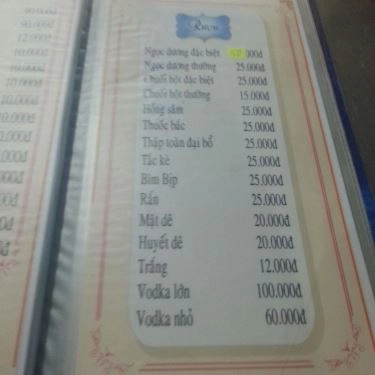 RƯỢU
Ngọc dương đặc biệt 50.000đ
Ngọc dương thường 25.000đ
Chuối hột đặc biệt 25.000đ
Chuối hột thường 15.000đ
Hồng sâm 25.000đ
Thuốc bắc 25.000đ
Thập toàn đại bổ 25.000đ
Tắc kè 25.000đ
Bìm Bịp 25.000đ
Rắn 25.000đ
Mật dê 20.000đ
Huyết dê 20.000đ
Trắng 12.000đ
Vodka lớn 100.000đ
Vodka nhỏ 60.000đ